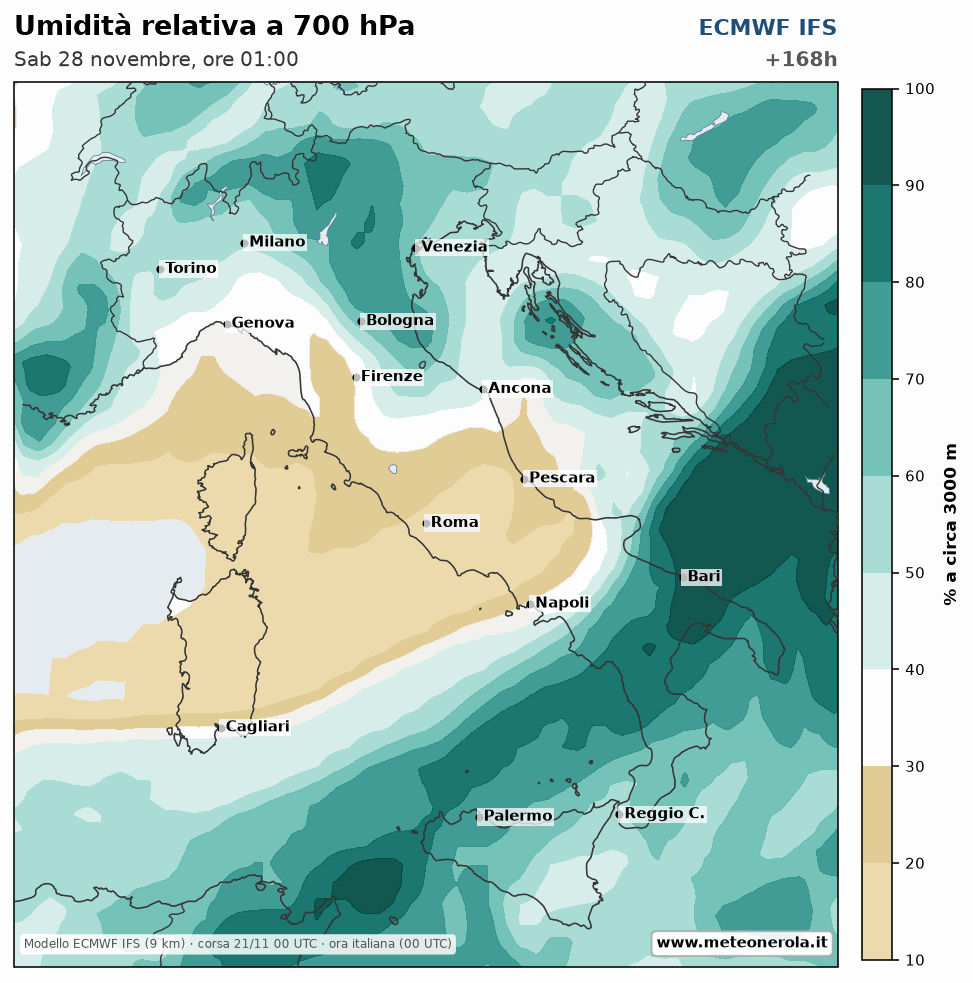 Umidità relativa a 700 hPa
ECMWF IFS
Sab 28 novembre, ore 01:00
+168h
100
90
80
70
60
50
40
30
20
10
% a circa 3000 m
Milano
Venezia
Torino
Genova
Bologna
Firenze
Ancona
Pescara
Roma
Bari
Napoli
Cagliari
Palermo
Reggio C.
Modello ECMWF IFS (9 km) · corsa 21/11 00 UTC · ora italiana (00 UTC)
www.meteonerola.it